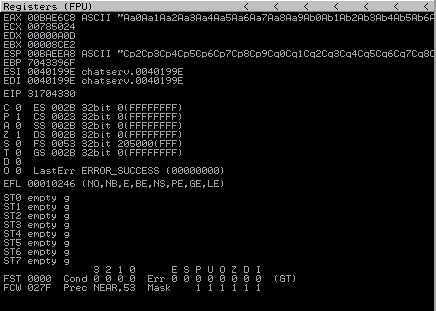 Registers (FPU) < < < < < <
EAX 00BAE6C8 ASCII "Aa0Aa1Aa2Aa3Aa4Aa5Aa6Aa7Aa8Aa9Ab0Ab1Ab2Ab3Ab4Ab5Ab6A
ECX 00785024
EDX 00000A0D
EBX 00000CE2
ESP 00BAEEA8 ASCII "Cp2Cp3Cp4Cp5Cp6Cp7Cp8Cp9Cq0Cq1Cq2Cq3Cq4Cq5Cq6Cq7Cq8C
EBP 7043396F
ESI 0040199E chatserv.0040199E
EDI 0040199E chatserv.0040199E
EIP 31704330
C 0 ES 002B 32bit 0(FFFFFFFF)
P 1 CS 0023 32bit 0(FFFFFFFF)
A 0 SS 002B 32bit 0(FFFFFFFF)
Z 1 DS 002B 32bit 0(FFFFFFFF)
S 0 FS 0053 32bit 205000(FFF)
T 0 GS 002B 32bit 0(FFFFFFFF)
D 0
O 0 LastErr ERROR_SUCCESS (00000000)
EFL 00010246 (NO,NB,E,BE,NS,PE,GE,LE)
ST0 empty g
ST1 empty g
ST2 empty g
ST3 empty g
ST4 empty g
ST5 empty g
ST6 empty g
ST7 empty g
3 2 1 0 E S P U O Z D I
FST 0000 Cond 0 0 0 0 Err 0 0 0 0 0 0 0 0 (GT)
FCW 027F Prec NEAR,53 Mask 1 1 1 1 1 1